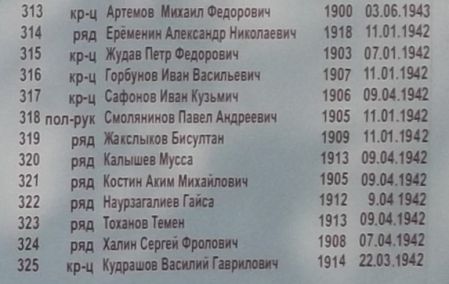 313 кр-ц Артемов Михаил Федорович 1900 03.06.1943
314 ряд Ерёменин Александр Николаевич 1918 11.01.1942
315 кр-ц Жудав Петр Федорович 1903 07.01.1942
316 кр-ц Горбунов Иван Васильевич 1907 11.01.1942
317 кр-ц Сафонов Иван Кузьмич 1906 09.04.1942
318 пол-рук Смолянинов Павел Андреевич 1905 11.01.1942
319 ряд Жакслыков Бисултан 1909 11.01.1942
320 ряд Калышев Мусса 1913 09.04.1942
321 ряд Костин Аким Михайлович 1905 09.04.1942
322 ряд Наурзагалиев Гайса 1912 9.04 1942
323 ряд Тоханов Темен 1913 09.04.1942
324 ряд Халин Сергей Фролович 1908 07.04.1942
325 кр-ц Кудрашов Василий Гаврилович 1914 22.03.1942